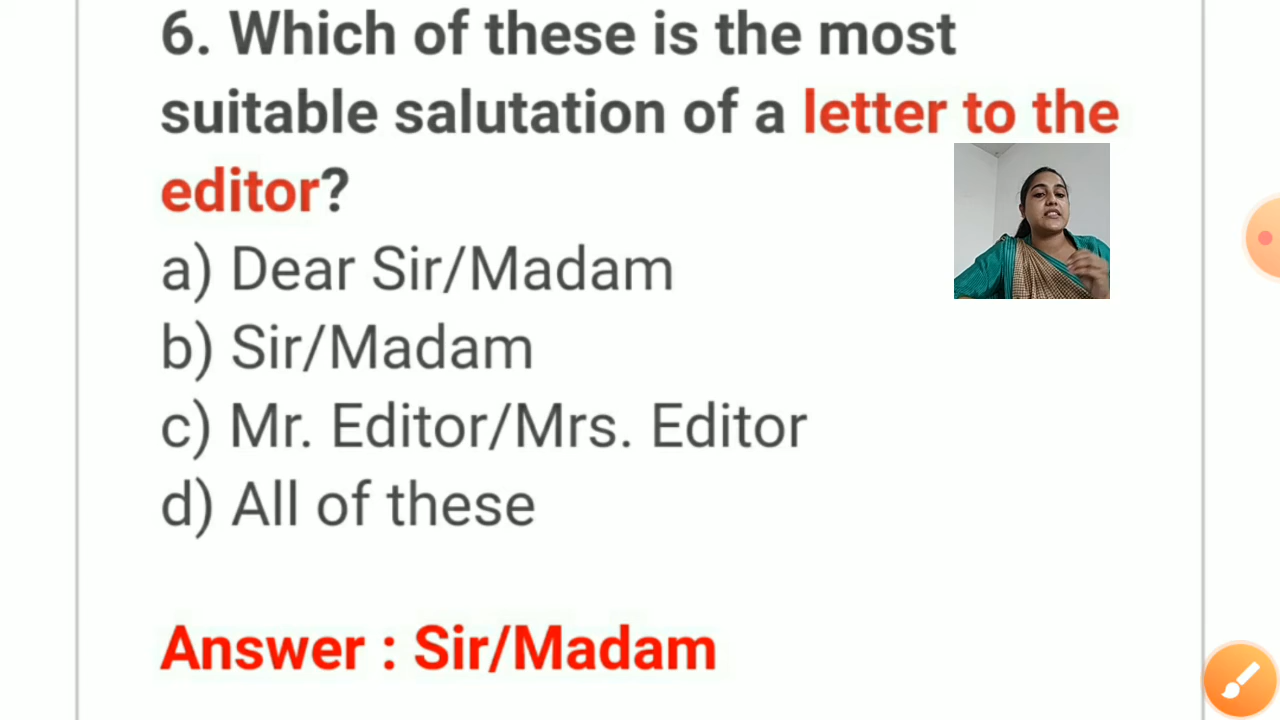 6. Which of these is the most
suitable salutation of a letter to the
editor?
a) Dear Sir/Madam
b) Sir/Madam
c) Mr. Editor/Mrs. Editor
d) All of these
Answer : Sir/Madam